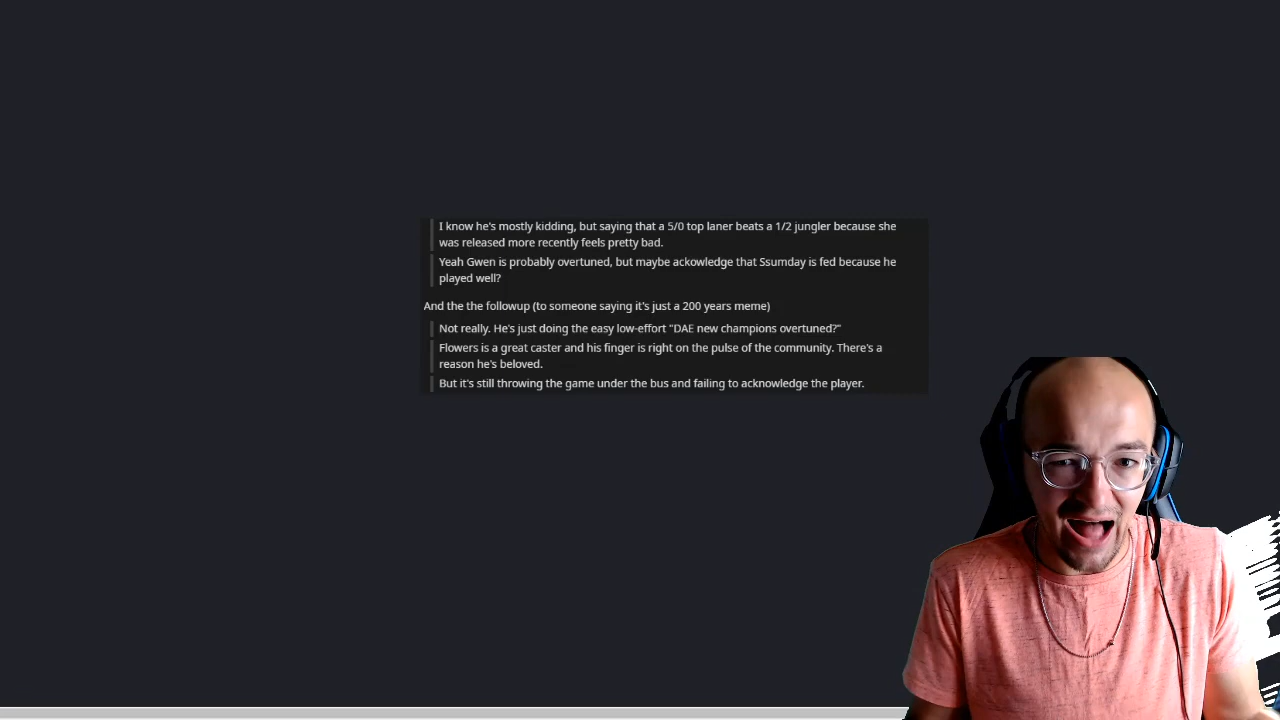 I know he's mostly kidding, but saying that a 5/0 top laner beats a 1/2 jungler because she
was released more recently feels pretty bad.
Yeah Gwen is probably overtuned, but maybe ackowledge that Ssumday is fed because he
played well?
And the the followup (to someone saying it's just a 200 years meme)
Not really. He's just doing the easy low-effort "DAE new champions overtuned?"
Flowers is a great caster and his finger is right on the pulse of the community. There's a
reason he's beloved.
But it's still throwing the game under the bus and failing to acknowledge the player.